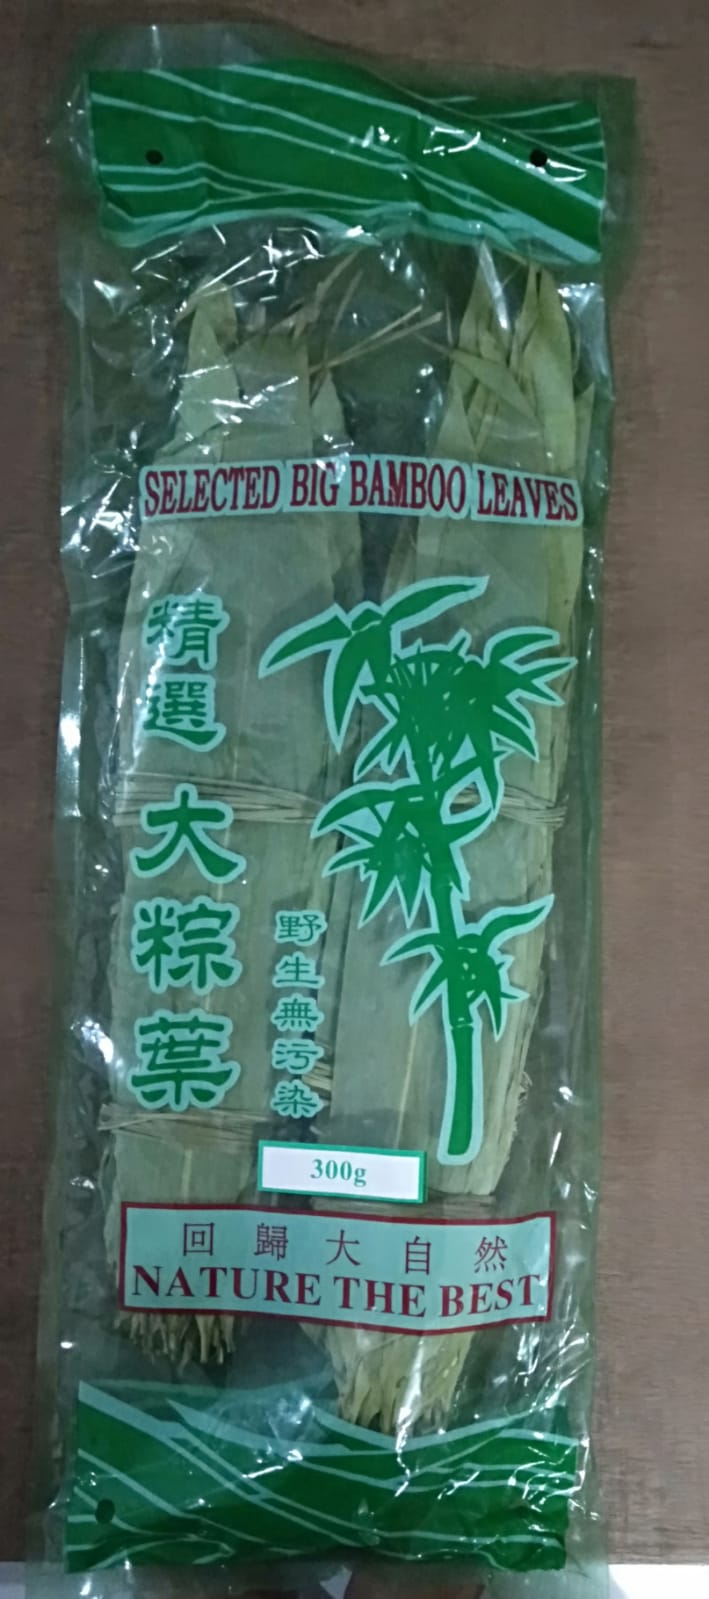 SELECTED BIG BAMBOO LEAVES
精選
大粽葉
野生無污染
300g
回歸大自然
NATURE THE BEST